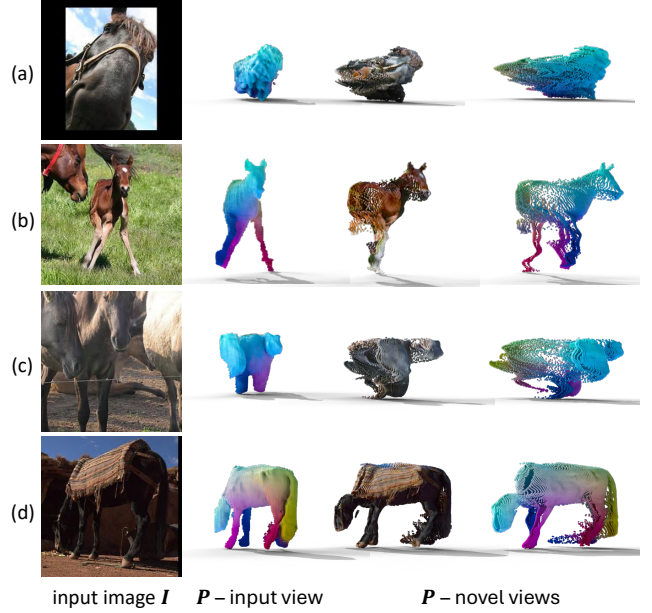 (a)
(b)
(c)
(d)
input image I P – input view P – novel views